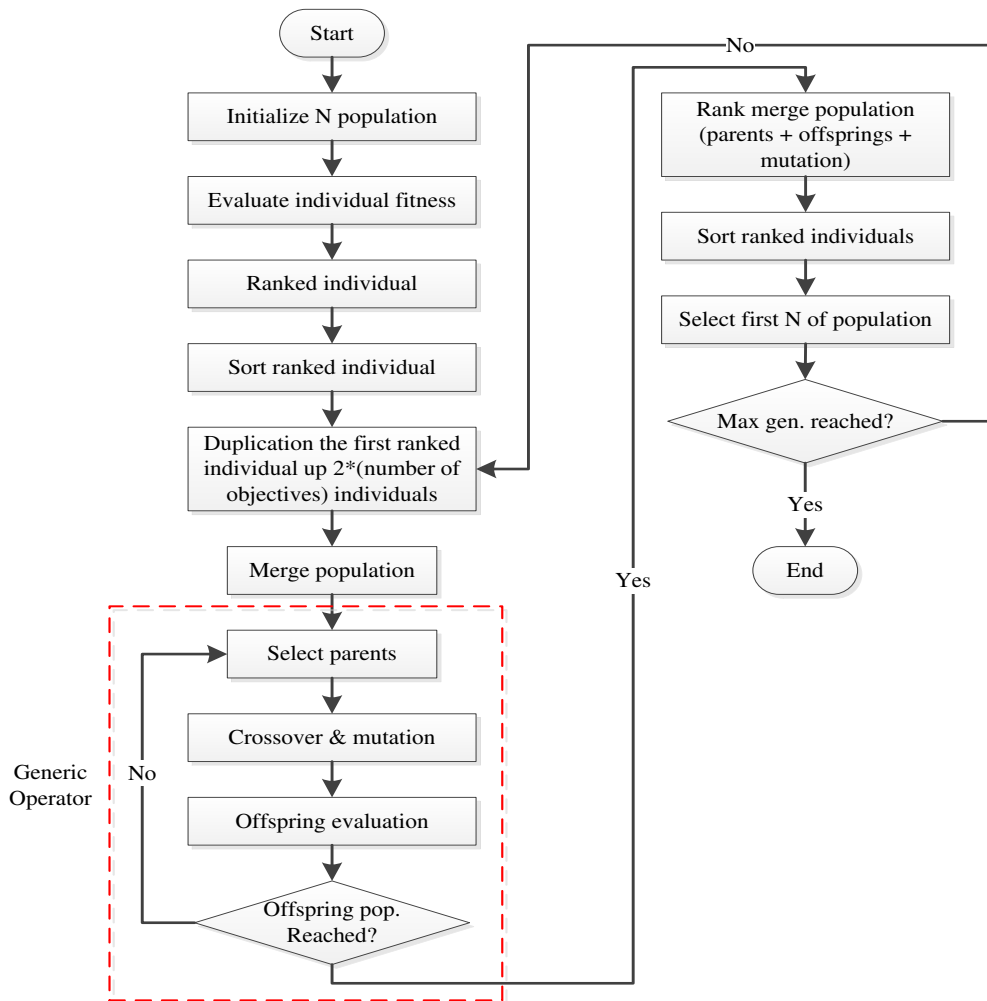 Start
Initialize N population
Evaluate individual fitness
Ranked individual
Sort ranked individual
Duplication the first ranked
individual up 2*(number of
objectives) individuals
Merge population
Select parents
Crossover & mutation
Offspring evaluation
Offspring pop.
Reached?
No
Generic
Operator
Yes
Rank merge population
(parents + offsprings +
mutation)
Sort ranked individuals
Select first N of population
Max gen. reached?
No
Yes
End